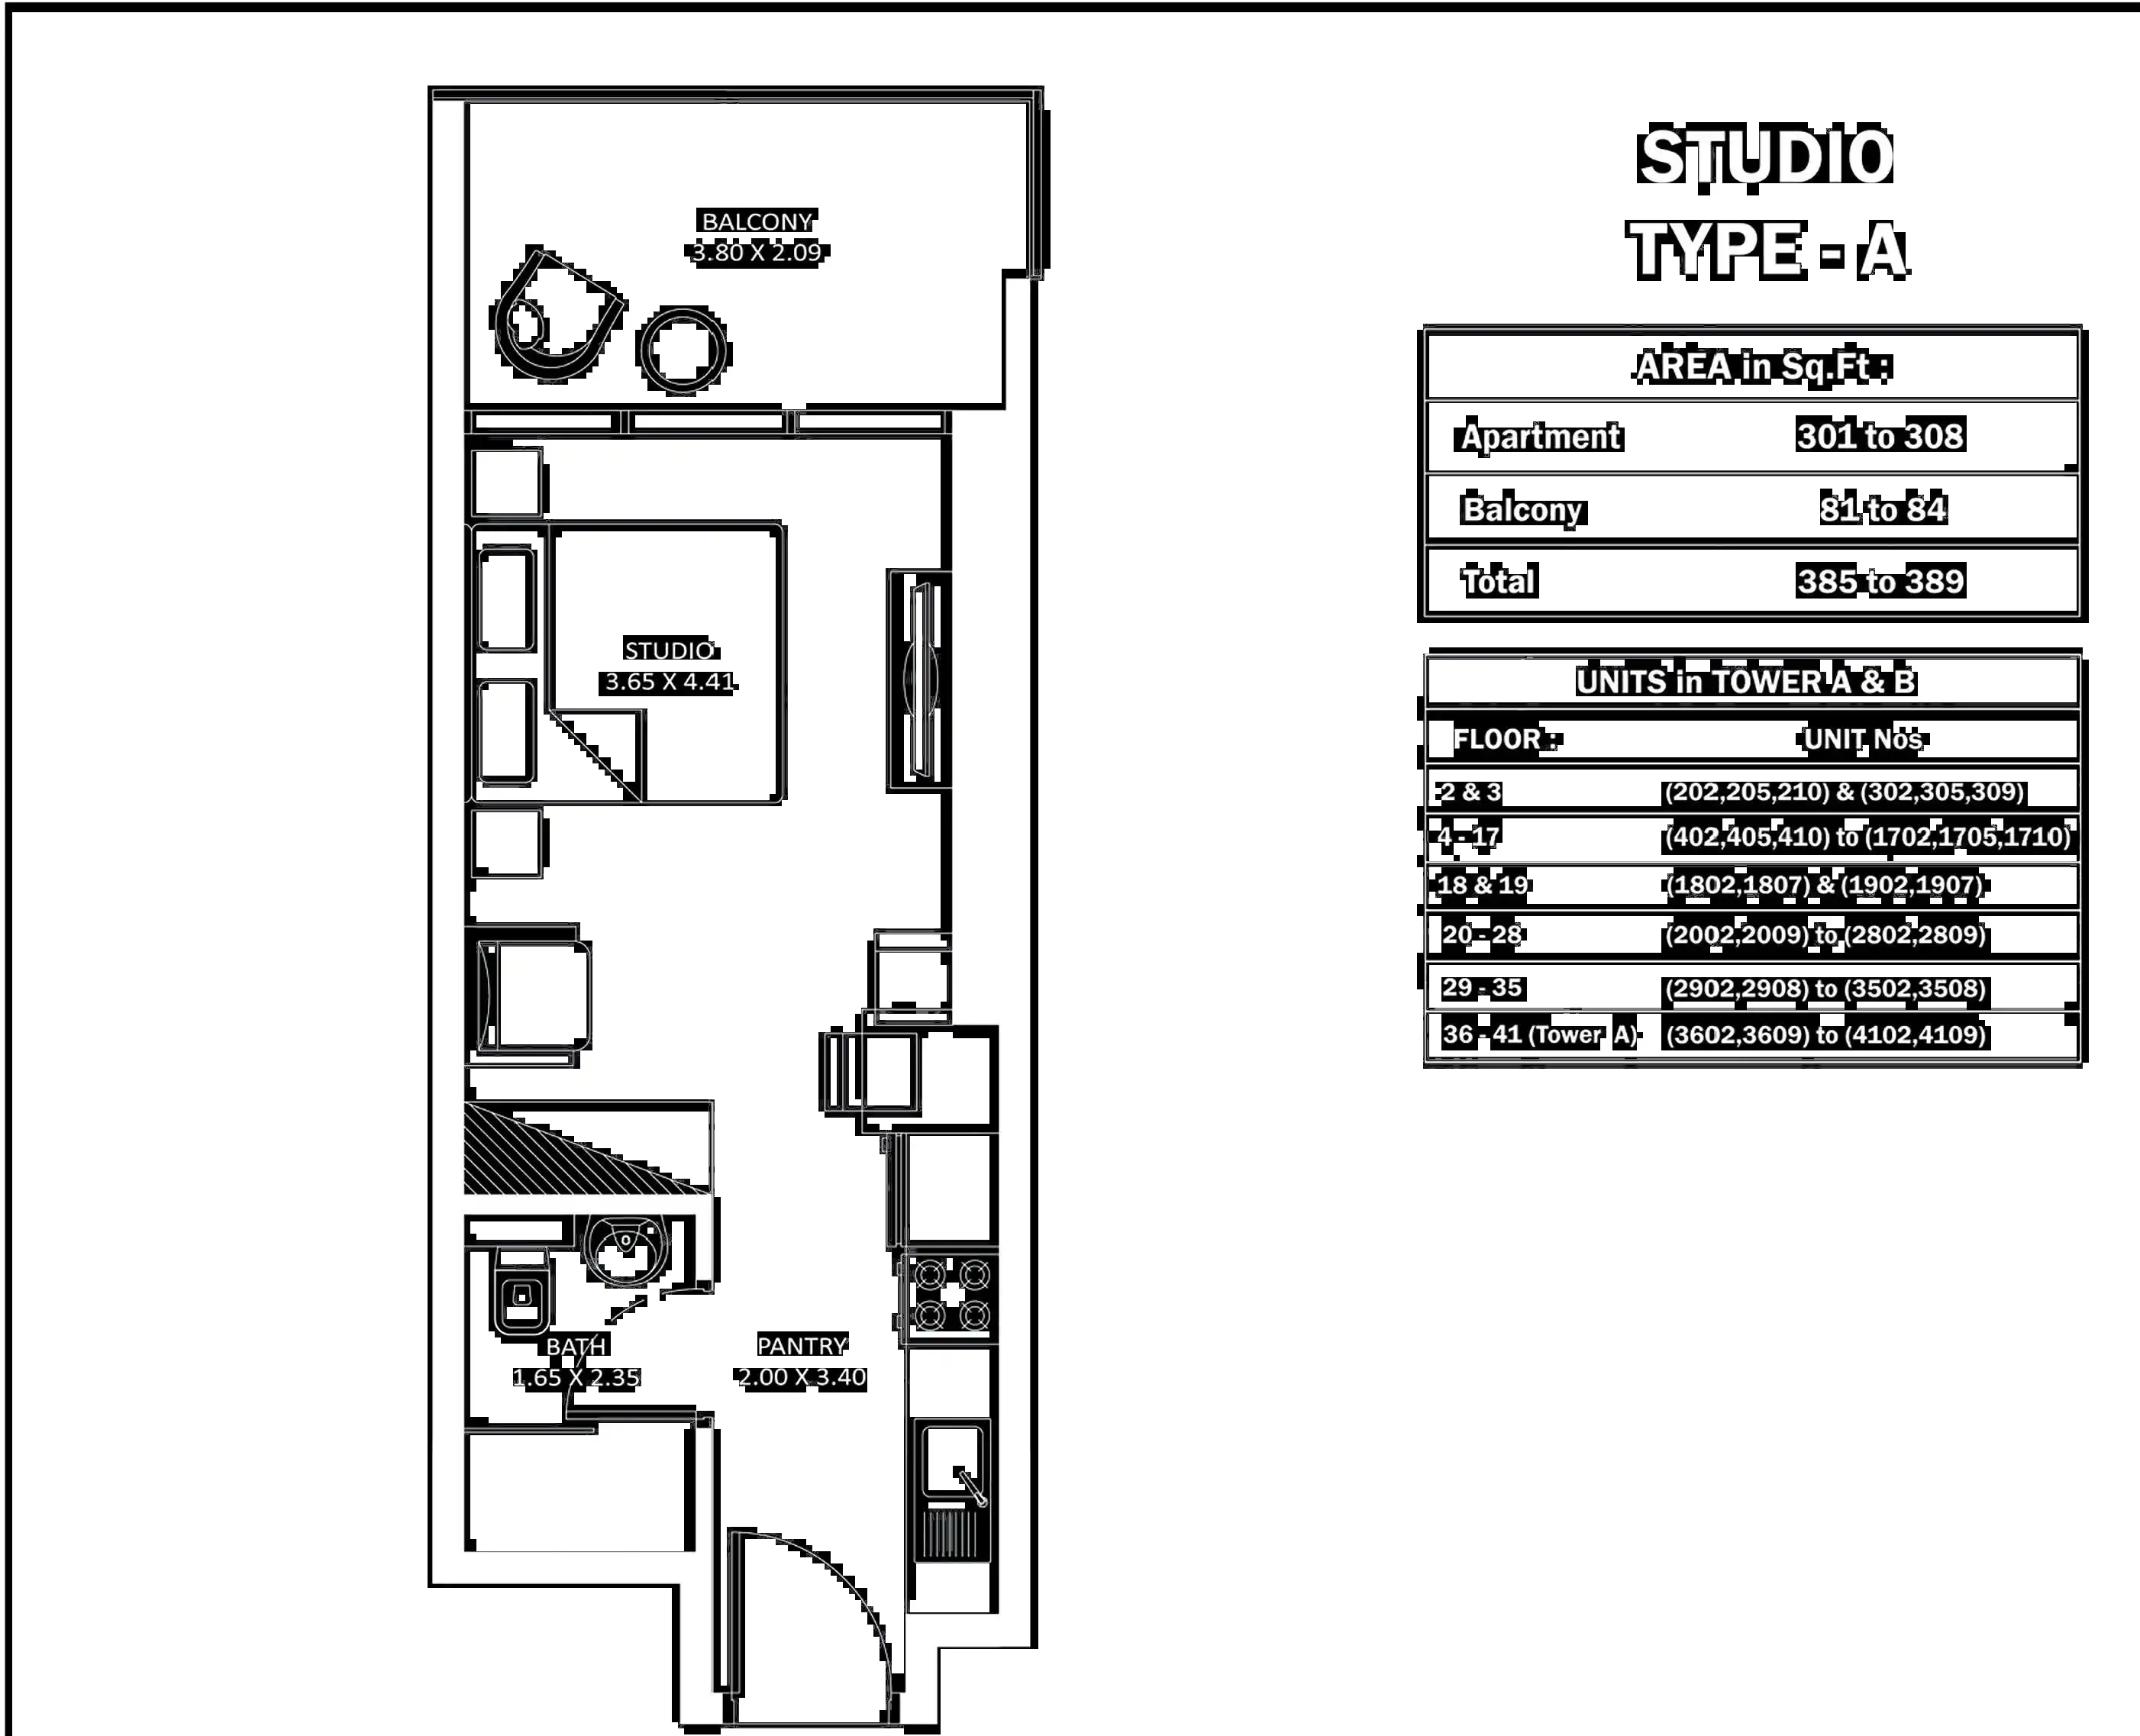 BALCONY
3.80 X 2.09
STUDIO
3.65 X 4.41
BATH
1.65 X 2.35
PANTRY
2.00 X 3.40
STUDIO
TYPE - A
AREA in Sq.Ft :
Apartment 301 to 308
Balcony 81 to 84
Total 385 to 389
UNITS in TOWER A & B
FLOOR : UNIT Nos
2 & 3 (202,205,210) & (302,305,309)
4 - 17 (402,405,410) to (1702,1705,1710)
18 & 19 (1802,1807) & (1902,1907)
20 - 28 (2002,2009) to (2802,2809)
29 - 35 (2902,2908) to (3502,3508)
36 - 41 (Tower A) (3602,3609) to (4102,4109)